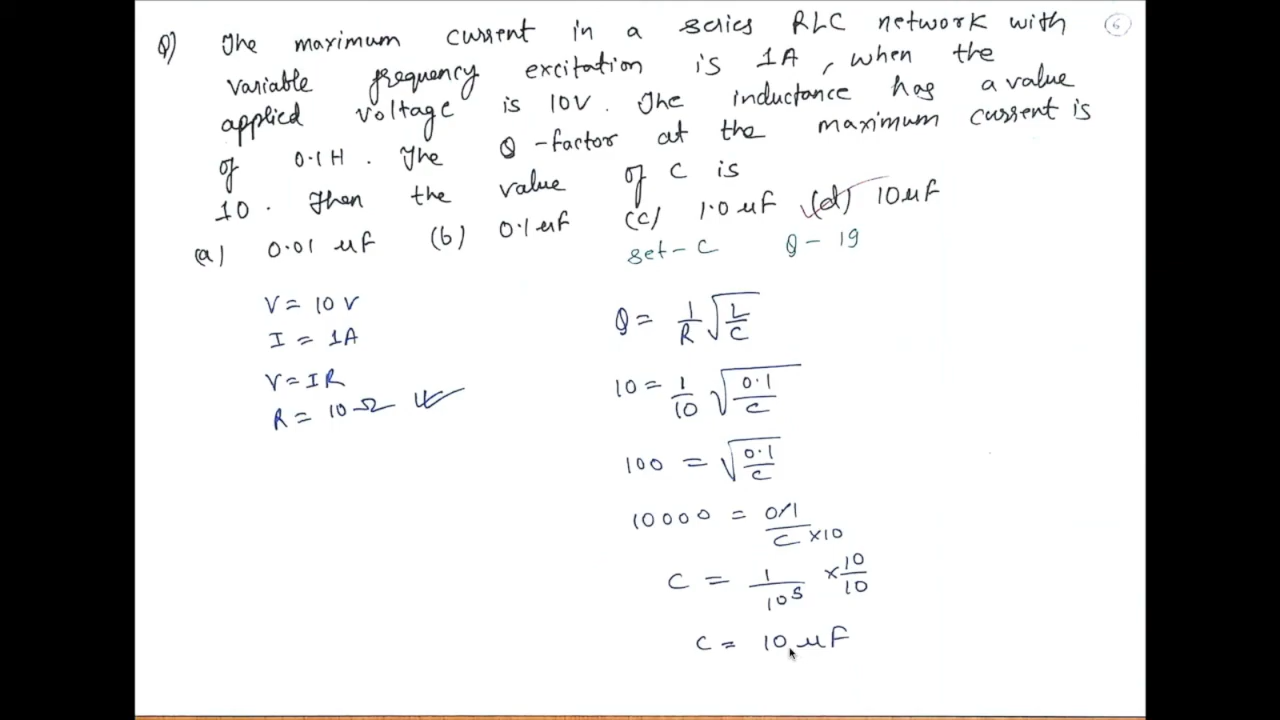 Q) The maximum current in a series RLC network with
6
variable frequency excitation is 1A, when the
applied voltage is 10V. The inductance has a value
of 0.1H. The Q-factor at the maximum current is
10. Then the value of C is
(a) 0.01 uF (b) 0.1uF (c) 1.0 uF (d) 10uF
set-C Q-19
V= 10 V
I = 1A
V=IR
R= 10Ω
Q = 1/R √L/C
10 = 1/10 √0.1/C
100 = √0.1/C
10000 = 0.1/C×10
C = 1/10^5 ×10/10
C = 10uF